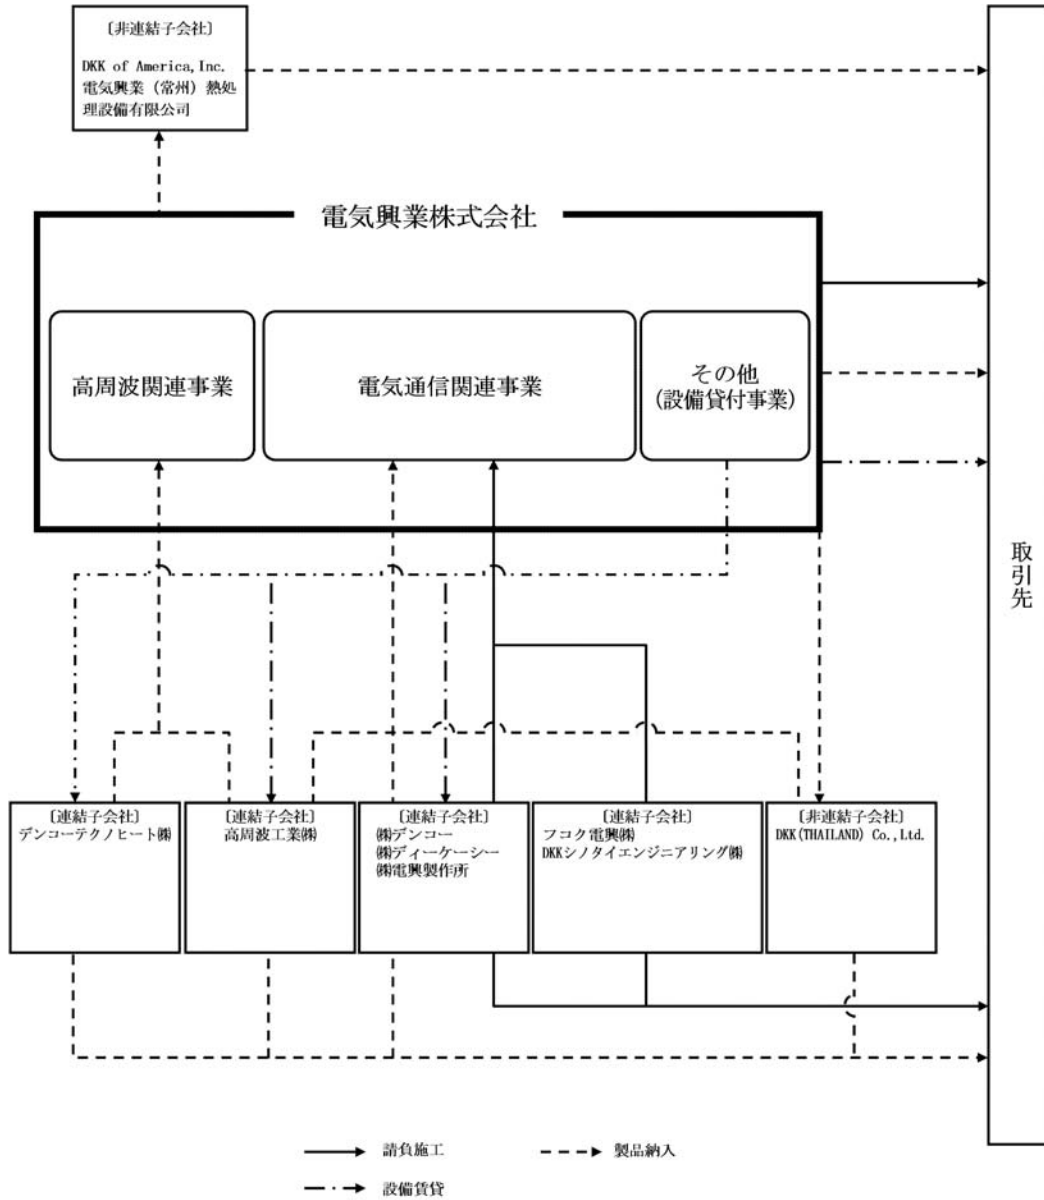 〔非連結子会社〕
DKK of America,Inc.
電気興業（常州）熱処
理設備有限公司
電気興業株式会社
高周波関連事業
電気通信関連事業
その他
(設備貸付事業)
取引先
〔連結子会社〕
デンコーテクノヒート㈱
〔連結子会社〕
高周波工業㈱
〔連結子会社〕
㈱デンコー
㈱ディーケーシー
㈱電興製作所
〔連結子会社〕
フコク電興㈱
DKKシノタイエンジニアリング㈱
〔非連結子会社〕
DKK(THAILAND) Co.,Ltd.
請負施工
製品納入
設備賃貸